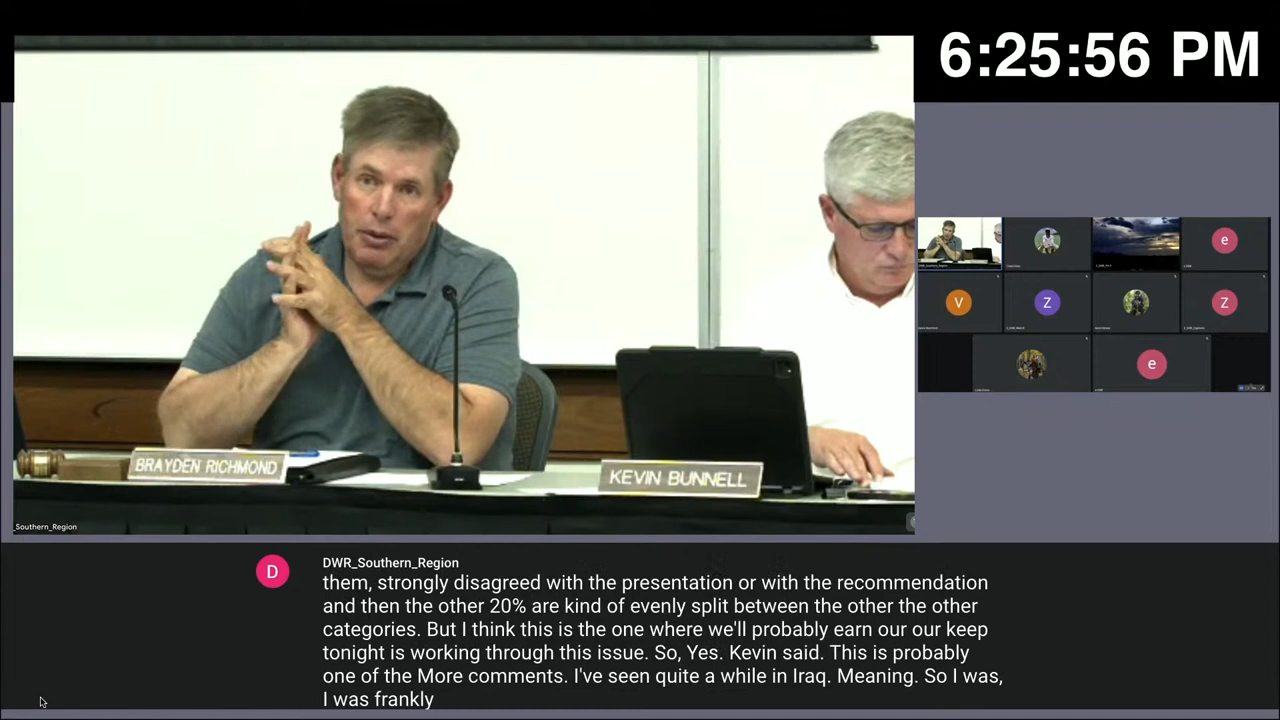 6:25:56 PM
BRAYDEN RICHMOND
KEVIN BUNNELL
_Southern_Region
e
V
Z
Z
e
D
DWR_Southern_Region
them, strongly disagreed with the presentation or with the recommendation
and then the other 20% are kind of evenly split between the other the other
categories. But I think this is the one where we'll probably earn our our keep
tonight is working through this issue. So, Yes. Kevin said. This is probably
one of the More comments. I've seen quite a while in Iraq. Meaning. So I was,
I was frankly